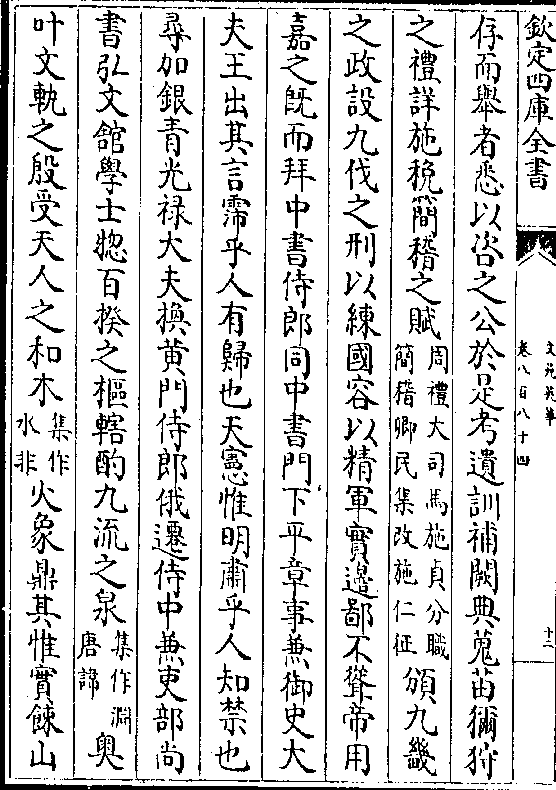 欽定四庫全書
文苑英華
卷八百八十四
十二
存而舉者悉以咨之公於是考遺訓補闕典蒐苗獮狩
之禮詳施稅簡稽之賦周禮大司馬施貢分職簡稽鄉民集改施仁征頒九畿
之政設九伐之刑以練國容以精軍實邊鄙不聳帝用
嘉之既而拜中書侍郎同中書門下平章事兼御史大
夫王出其言霈乎人有歸也天憲惟明肅乎人知禁也
尋加銀青光禄大夫換黄門侍郎俄遷侍中兼吏部尚
書弘文館學士惣百揆之樞轄酌九流之泉集作淵唐諱奥
叶文軌之殷受天人之和木集作水非火象鼎其惟實餗山